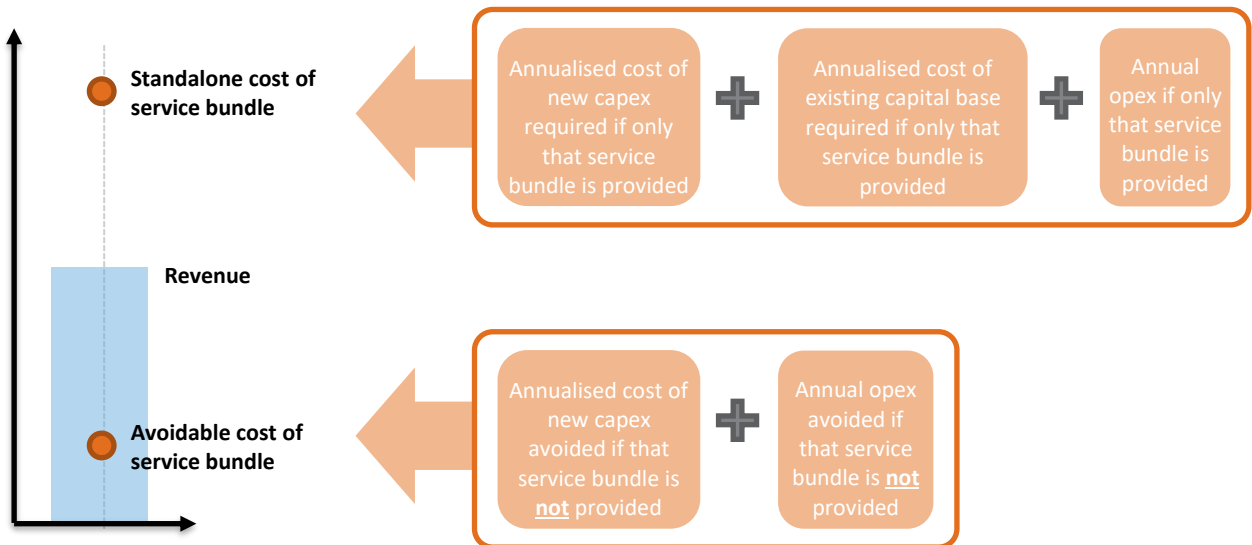 Standalone cost of
service bundle
Annualised cost of
new capex
required if only
that service
bundle is provided
Annualised cost of
existing capital base
required if only that
service bundle is
provided
Annual
opex if only
that service
bundle is
provided
Revenue
Avoidable cost of
service bundle
Annualised cost of
new capex
avoided if that
service bundle is
not provided
Annual opex
avoided if
that service
bundle is not
provided